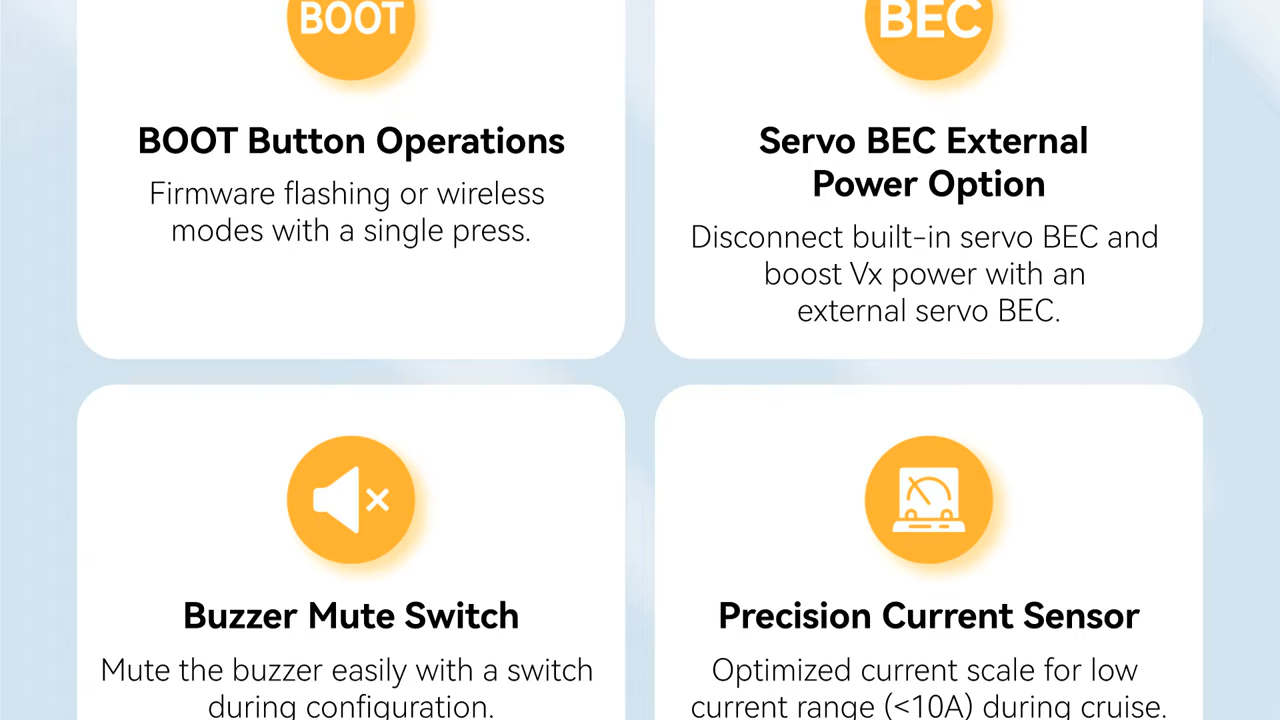 BOOT
BOOT Button Operations
Firmware flashing or wireless
modes with a single press.
BEC
Servo BEC External
Power Option
Disconnect built-in servo BEC and
boost Vx power with an
external servo BEC.
Buzzer Mute Switch
Mute the buzzer easily with a switch
during configuration.
Precision Current Sensor
Optimized current scale for low
current range (<10A) during cruise.